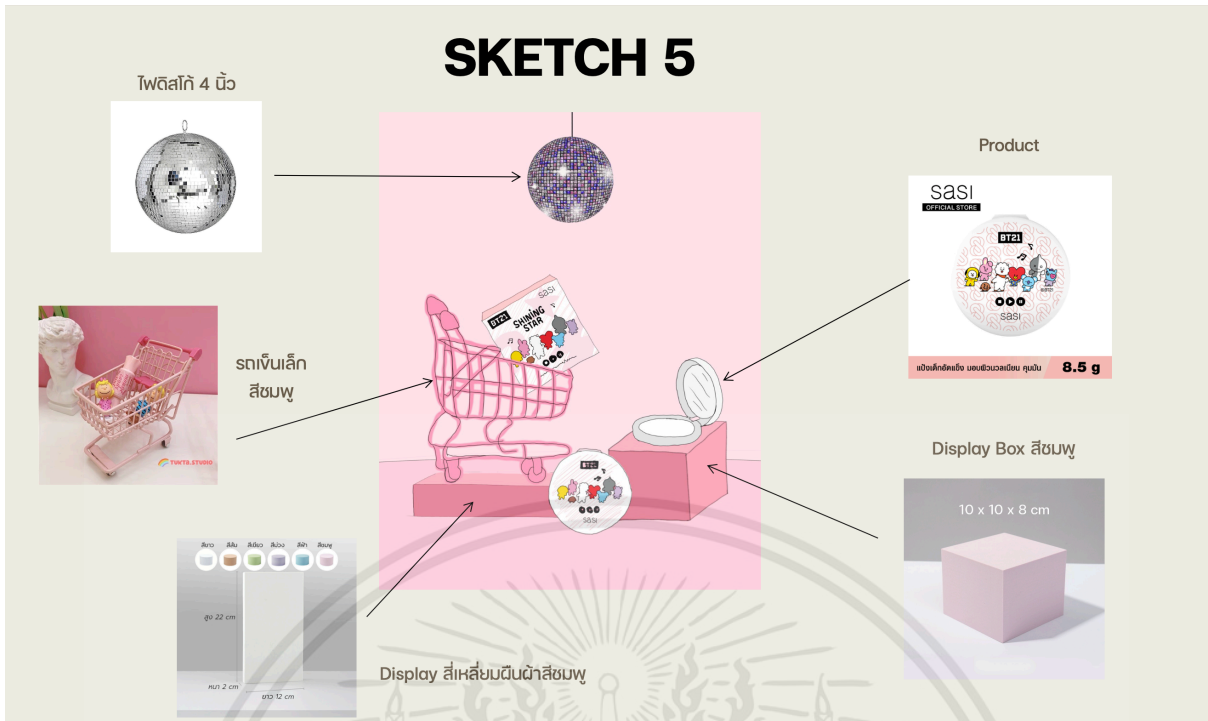 SKETCH 5
ไฟดิสโก้ 4 นิ้ว
Product
sasi
OFFICIAL STORE
BT21
sasi
แป้งเด็กอัดแข็ง มอบผิวนวลเนียน คุมมัน
8.5 g
sasi
BT21
SHINING
STAR
รถเข็นเล็ก
สีชมพู
TWTA.STVDIO
BT21
sasi
Display Box สีชมพู
10 x 10 x 8 cm
สีขาว สีส้ม สีเขียว สีม่วง สีฟ้า สีชมพู
สูง 22 cm
หนา 2 cm
ยาว 12 cm
Display สี่เหลี่ยมผืนผ้าสีชมพู